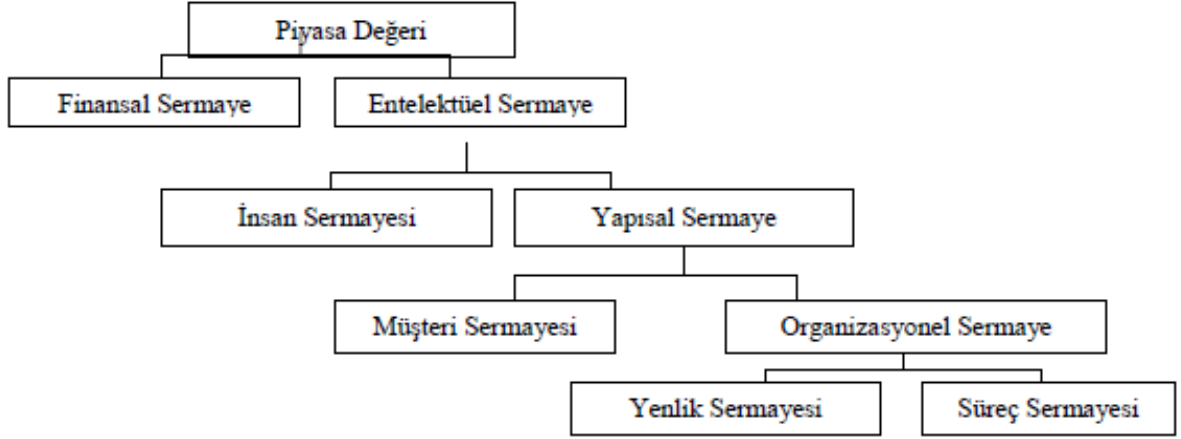 Piyasa Değeri
Finansal Sermaye
Entelektüel Sermaye
İnsan Sermayesi
Yapısal Sermaye
Müşteri Sermayesi
Organizasyonel Sermaye
Yenlik Sermayesi
Süreç Sermayesi